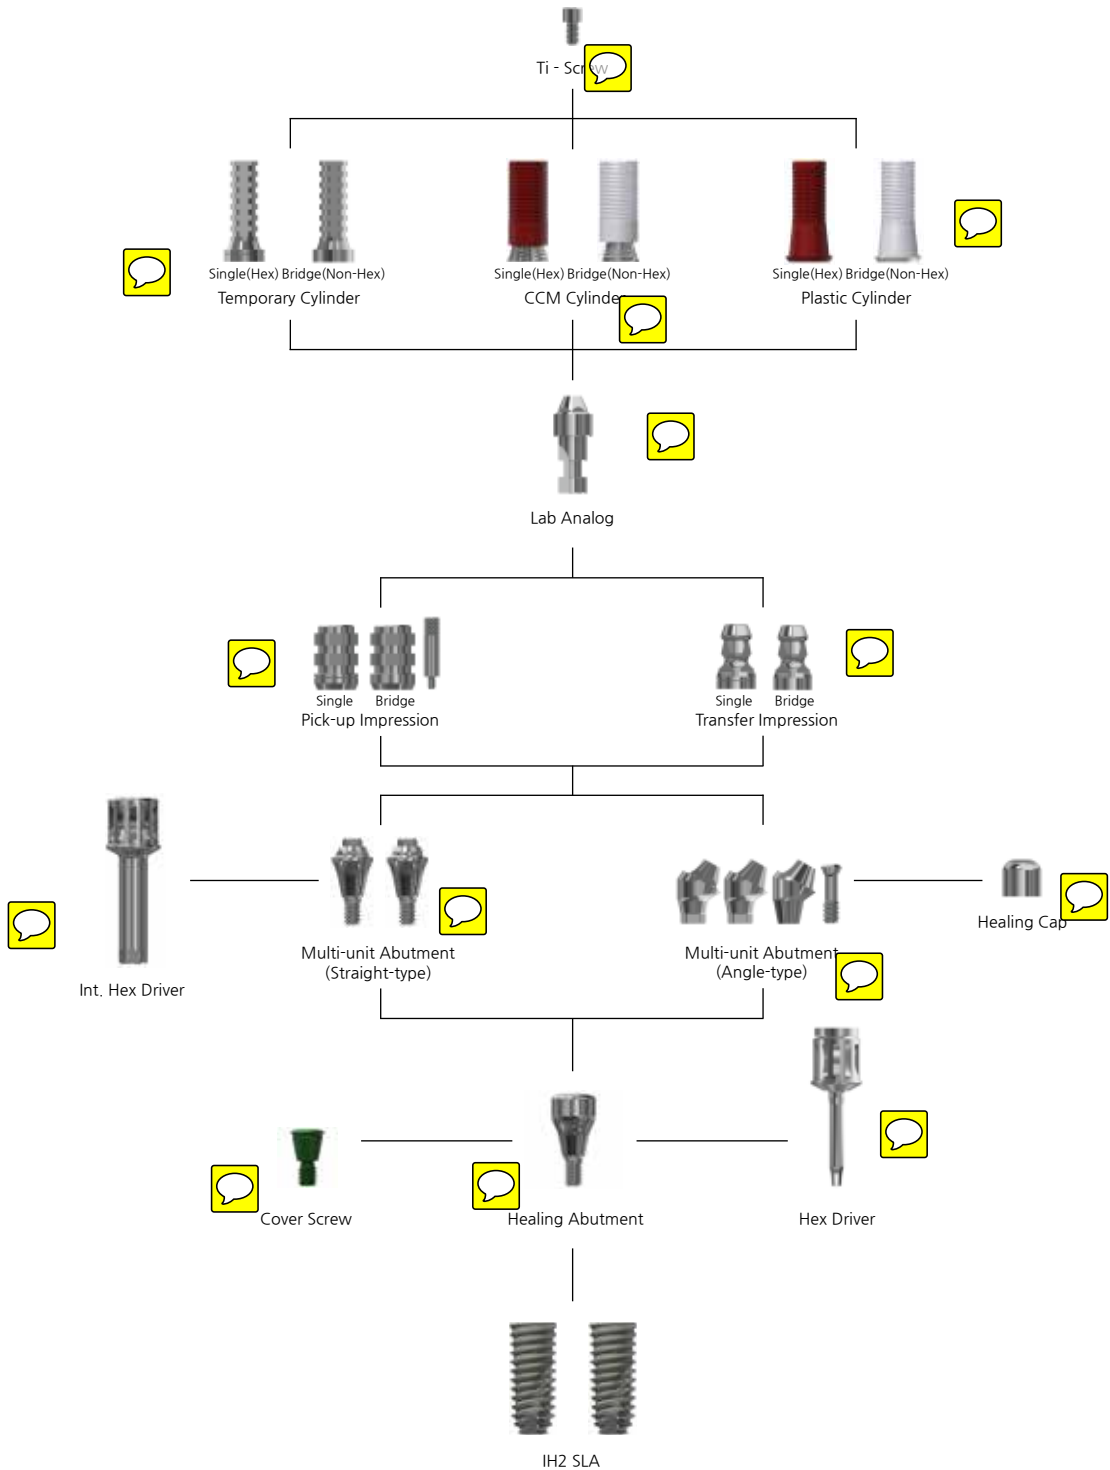 Ti - Screw
Single(Hex) Bridge(Non-Hex)
Temporary Cylinder
Single(Hex) Bridge(Non-Hex)
CCM Cylinder
Single(Hex) Bridge(Non-Hex)
Plastic Cylinder
Lab Analog
Single Bridge
Pick-up Impression
Single Bridge
Transfer Impression
Int. Hex Driver
Multi-unit Abutment
(Straight-type)
Multi-unit Abutment
(Angle-type)
Healing Cap
Cover Screw
Healing Abutment
Hex Driver
IH2 SLA